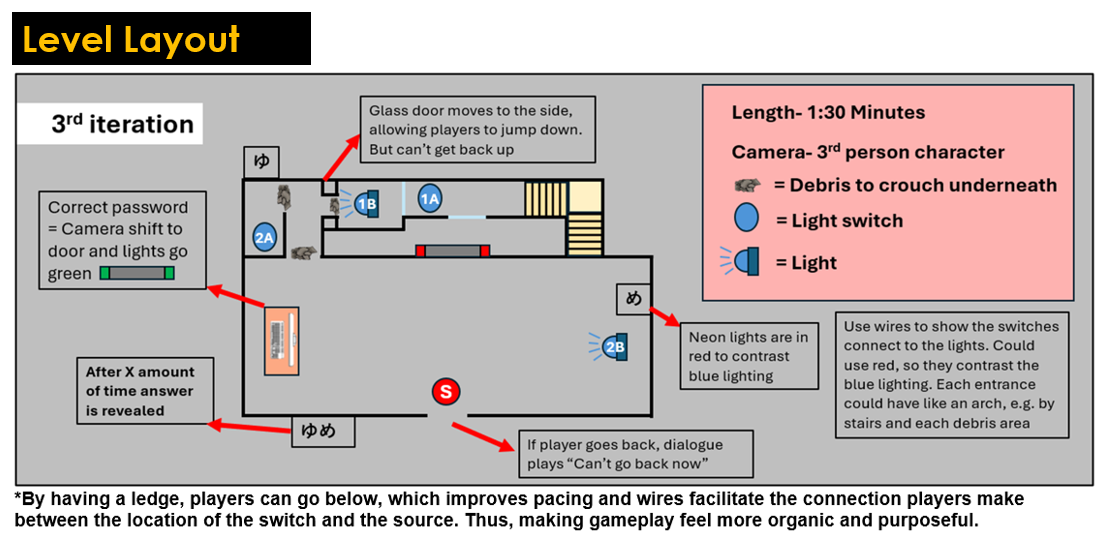 Level Layout
3rd iteration
Glass door moves to the side,
allowing players to jump down.
But can't get back up
Length- 1:30 Minutes
Camera- 3rd person character
= Debris to crouch underneath
= Light switch
= Light
ゆ
1B
1A
2A
Correct password
= Camera shift to
door and lights go
green
め
2B
Neon lights are in
red to contrast
blue lighting
Use wires to show the switches
connect to the lights. Could
use red, so they contrast the
blue lighting. Each entrance
could have like an arch, e.g. by
stairs and each debris area
After X amount
of time answer
is revealed
S
ゆめ
If player goes back, dialogue
plays “Can't go back now”
*By having a ledge, players can go below, which improves pacing and wires facilitate the connection players make
between the location of the switch and the source. Thus, making gameplay feel more organic and purposeful.